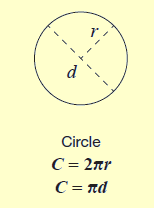 r
d
Circle
C = 2πr
C = πd